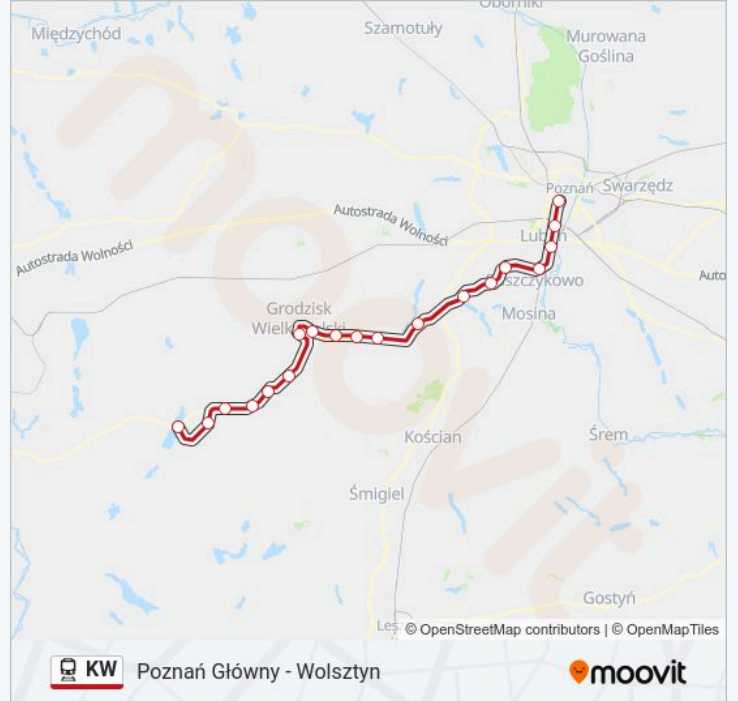 Oborniki
Międzychód
Szamotuły
Murowana
Goślina
Poznań
Swarzędz
Autostrada Wolności
Luboń
Autostrada Wolności
Auto
Puszczykowo
Grodzisk
Wielkopolski
Mosina
Kościan
Śrem
Śmigiel
Gostyń
Les
© OpenStreetMap contributors | © OpenMapTiles
KW Poznań Główny - Wolsztyn
moovit
moovit